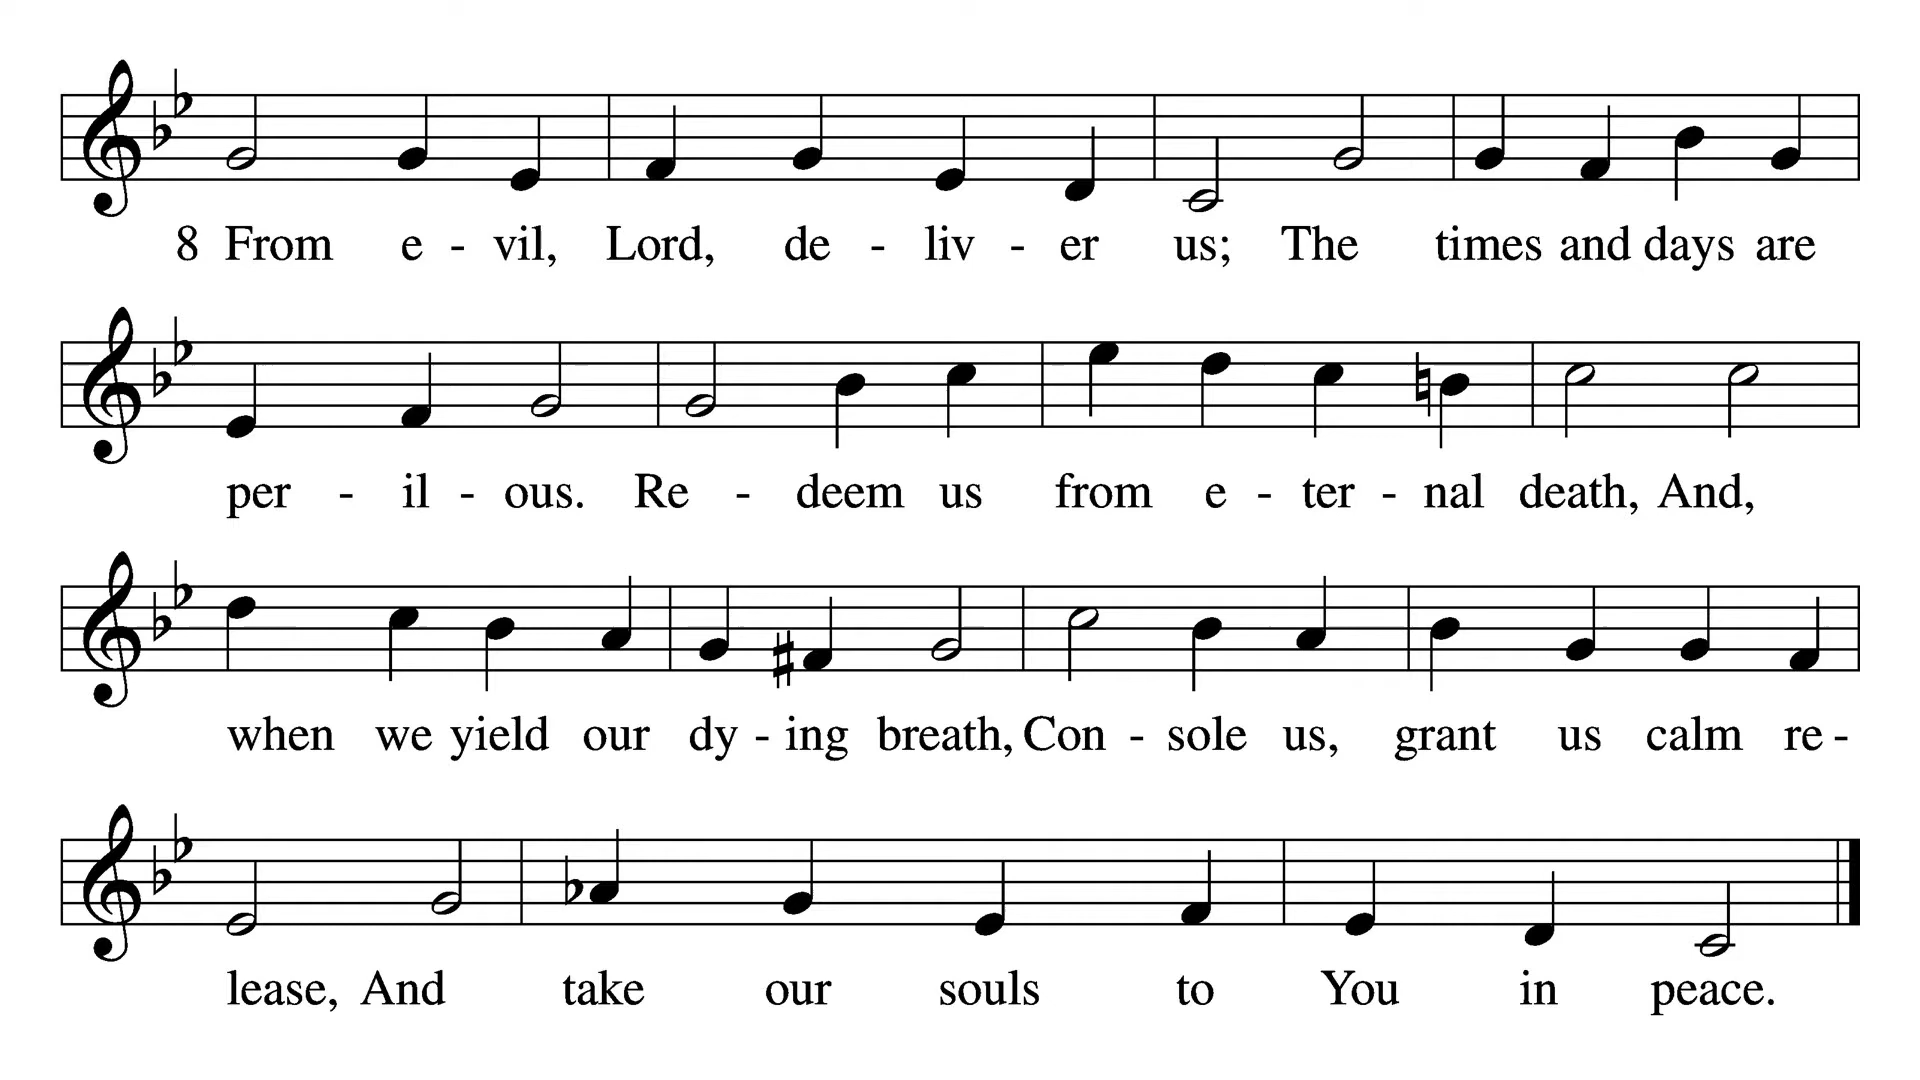 8 From e - vil, Lord, de - liv - er us; The times and days are
per - il - ous. Re - deem us from e - ter - nal death, And,
when we yield our dy - ing breath, Con - sole us, grant us calm re -
lease, And take our souls to You in peace.